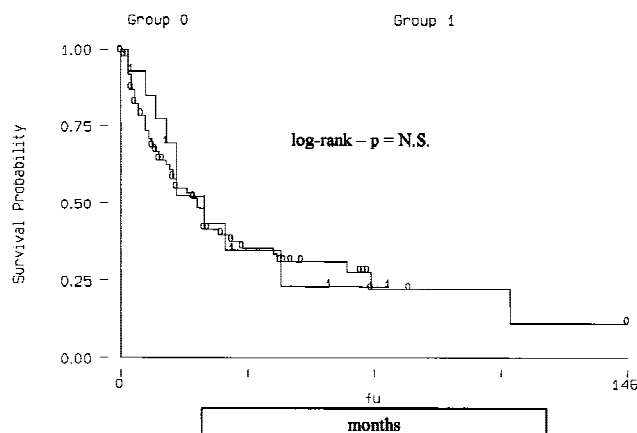 Group 0 Group 1
1.00
0.75
0.50
0.25
0.00
Survival Probability
log-rank – p = N.S.
0 146
fu
months